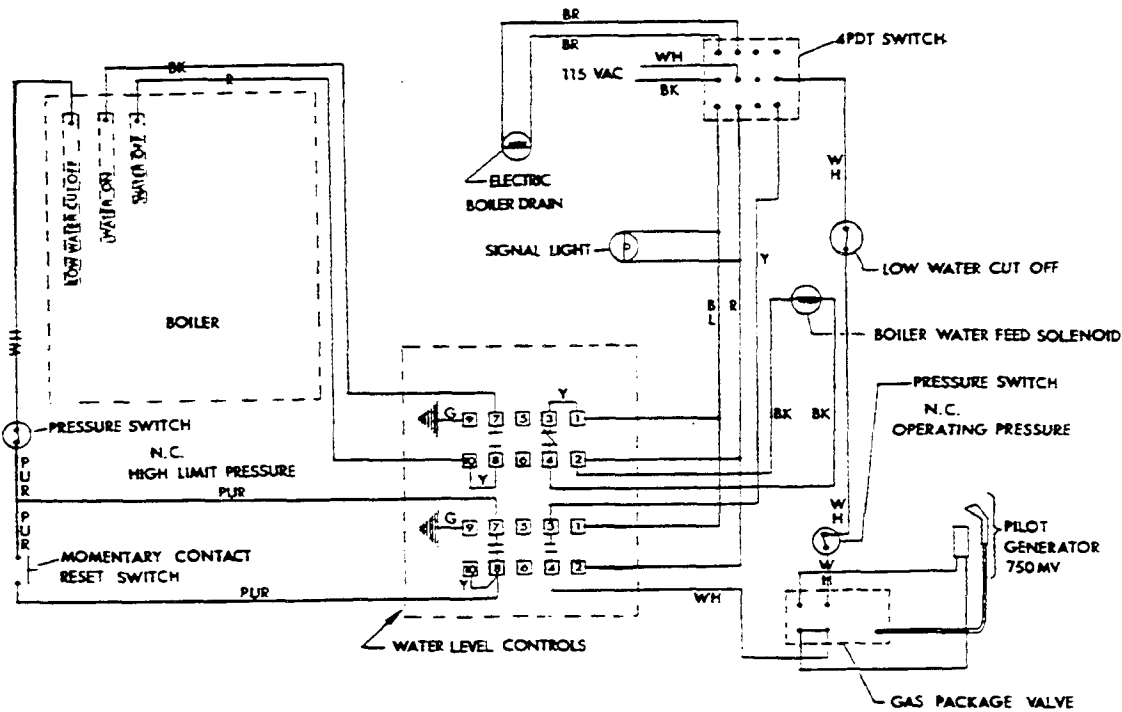 BR
BR
4PDT SWITCH
WH
115 VAC
BK
BK
R
LOW WATER CUT OFF
WATER ON
WATER OFF
WH
ELECTRIC
BOILER DRAIN
SIGNAL LIGHT
Y
LOW WATER CUT OFF
BL
R
BOILER
BOILER WATER FEED SOLENOID
WH
PRESSURE SWITCH
N.C.
OPERATING PRESSURE
Y
BK
BK
G
9 7 5 3 1
PRESSURE SWITCH
N.C.
HIGH LIMIT PRESSURE
10 8 6 4 2
Y
PUR
PUR
WH
G
9 7 5 3 1
PUR
PILOT
GENERATOR
750 MV
MOMENTARY CONTACT
RESET SWITCH
10 8 6 4 2
Y
WH
PUR
WH
WATER LEVEL CONTROLS
GAS PACKAGE VALVE